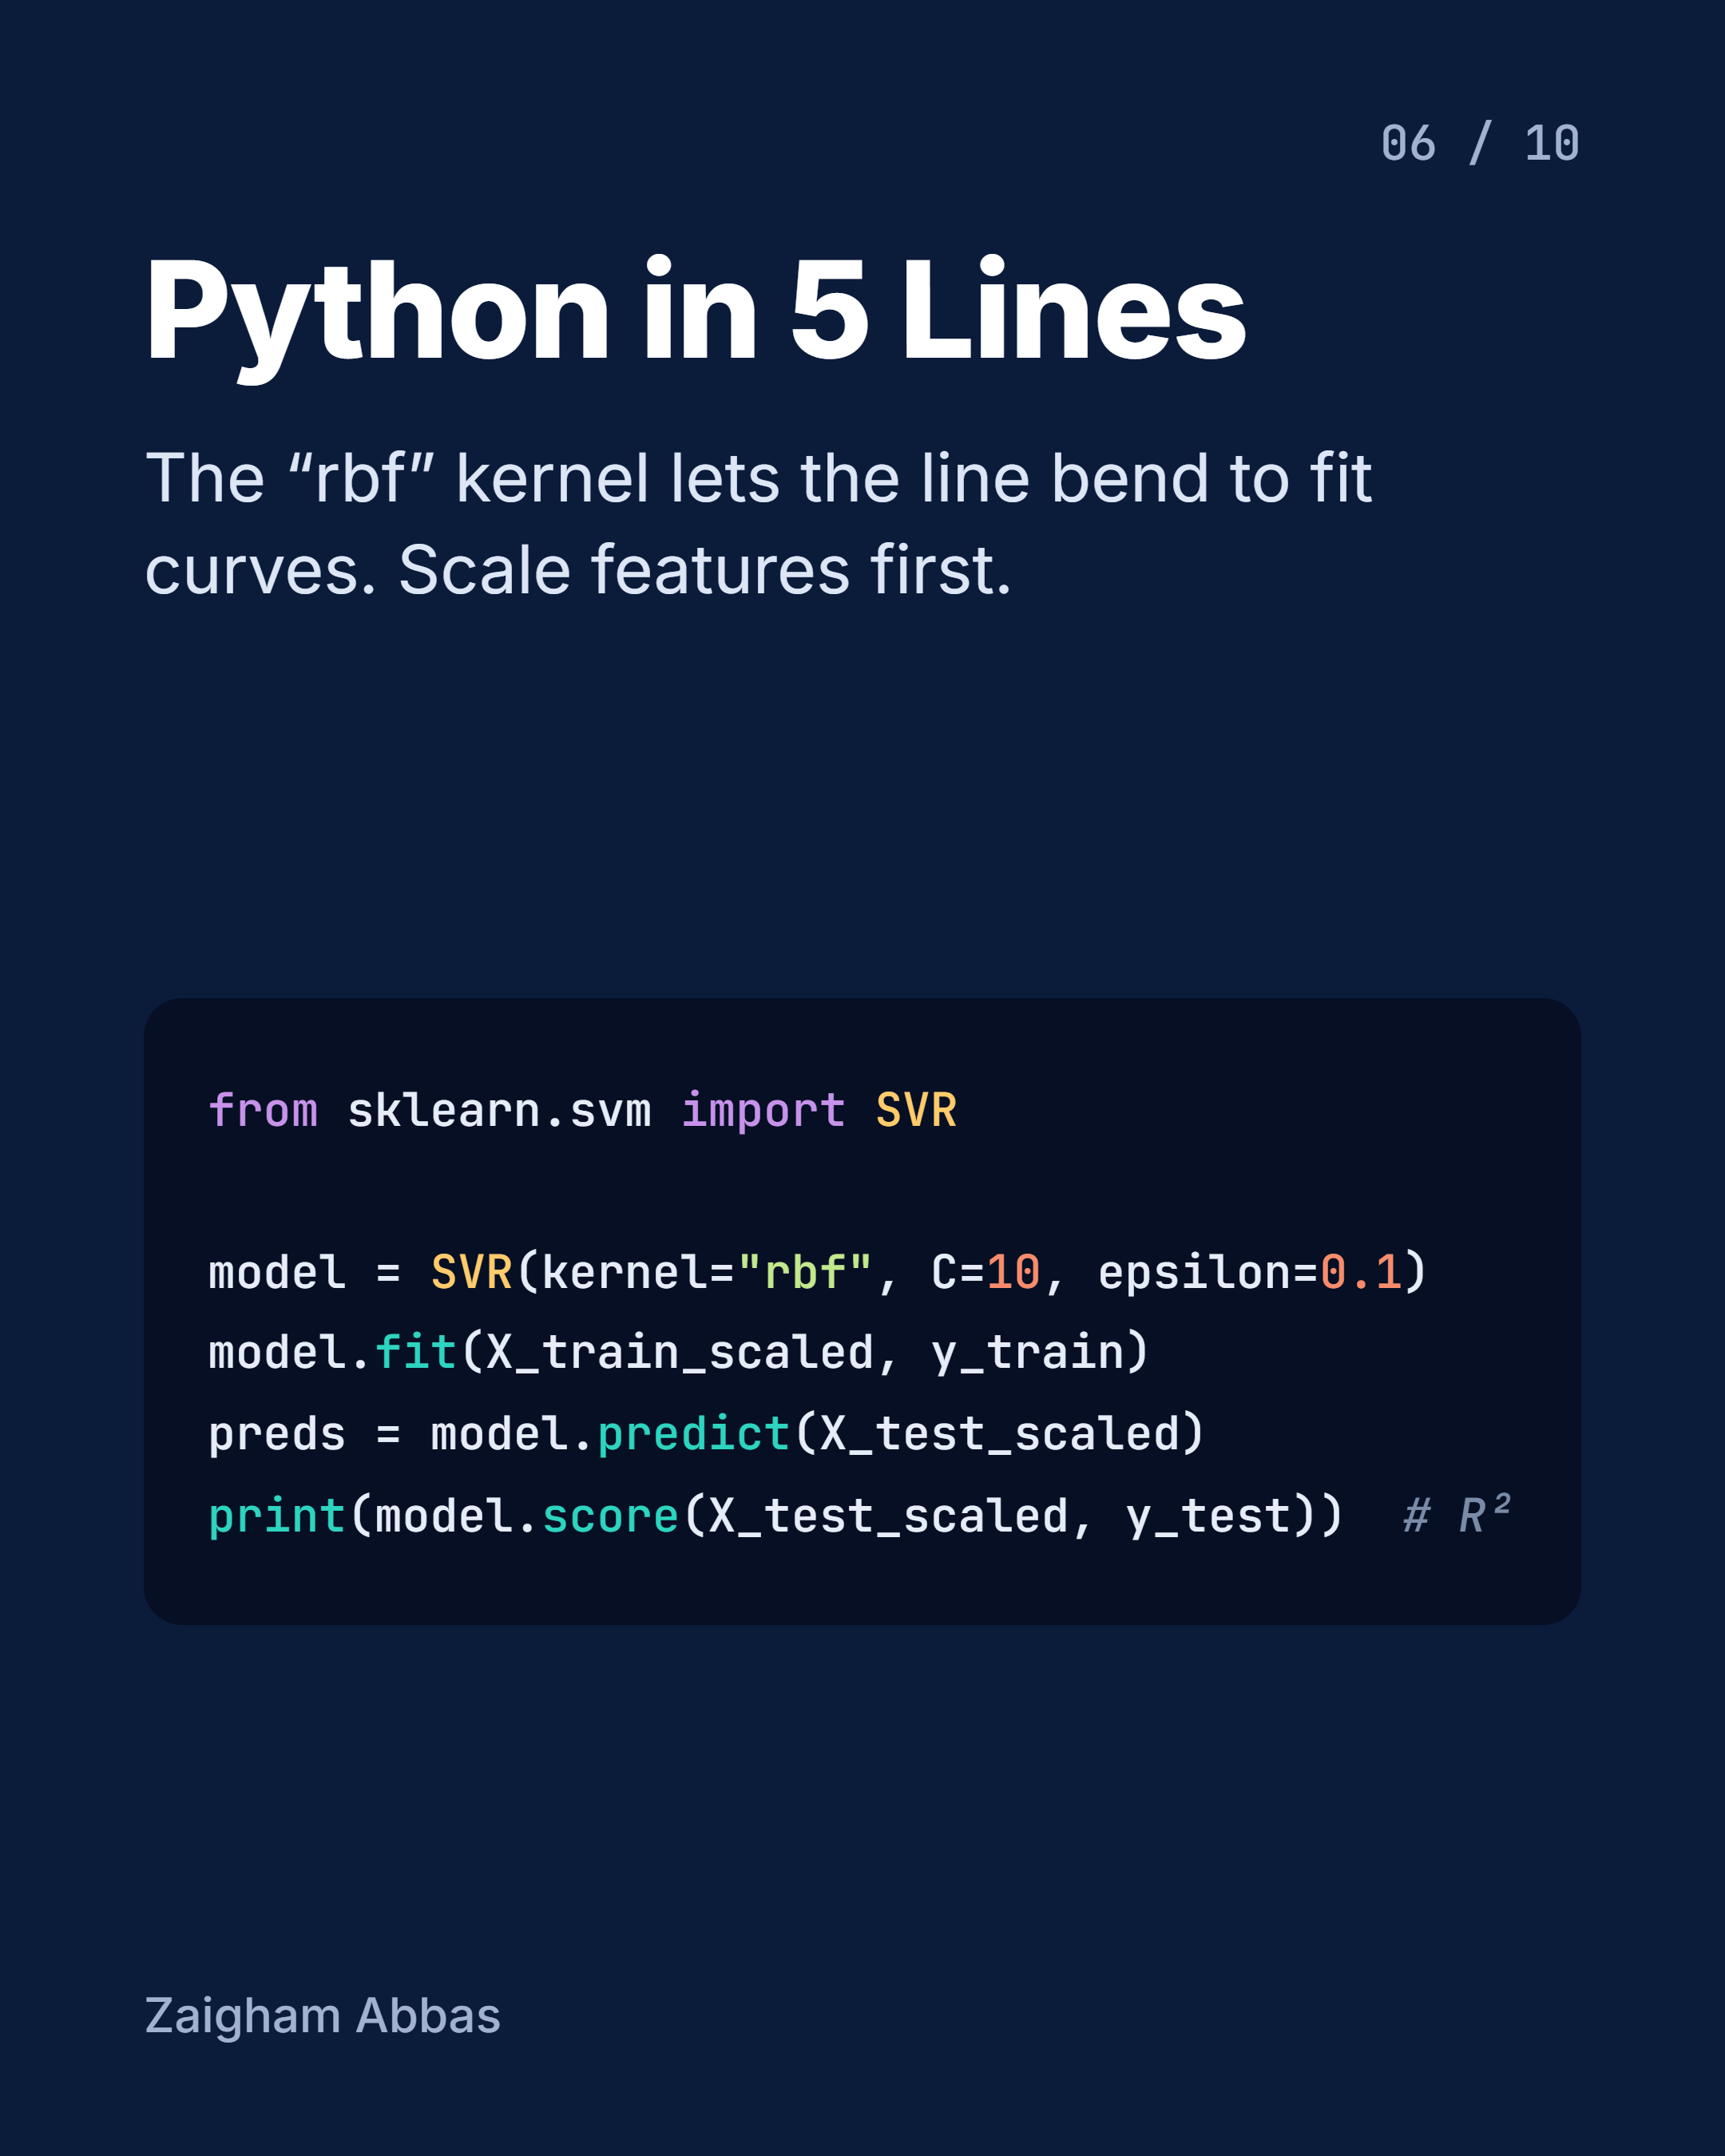 06 / 10
Python in 5 Lines
The “rbf” kernel lets the line bend to fit
curves. Scale features first.
from sklearn.svm import SVR
model = SVR(kernel="rbf", C=10, epsilon=0.1)
model.fit(X_train_scaled, y_train)
preds = model.predict(X_test_scaled)
print(model.score(X_test_scaled, y_test))  # R²
Zaigham Abbas